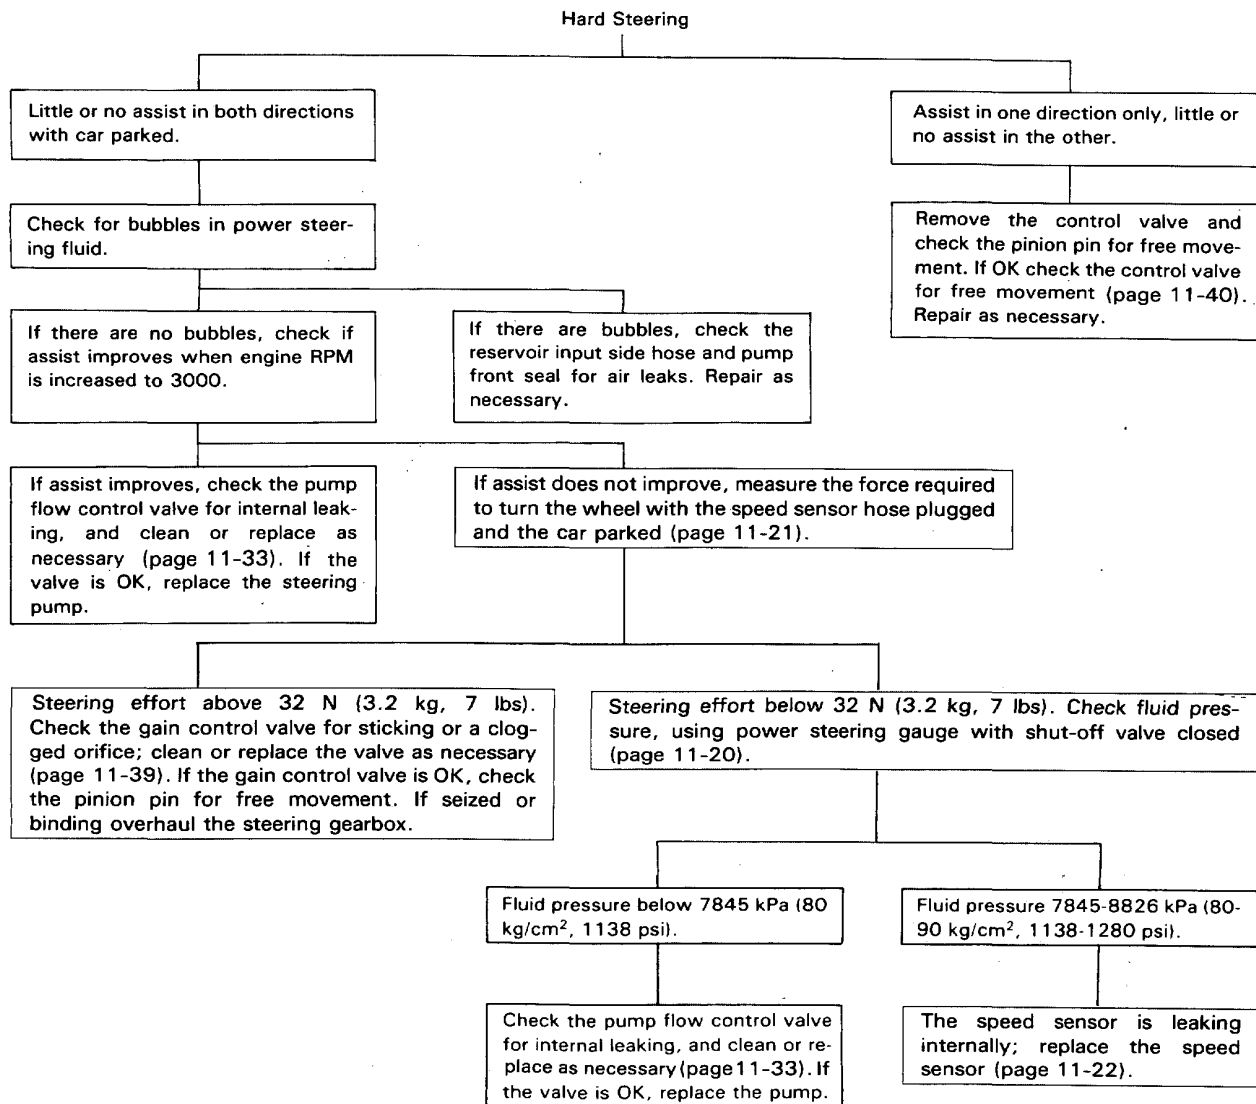 Hard Steering
Little or no assist in both directions
with car parked.
Assist in one direction only, little or
no assist in the other.
Check for bubbles in power steer-
ing fluid.
Remove the control valve and
check the pinion pin for free move-
ment. If OK check the control valve
for free movement (page 11-40).
Repair as necessary.
If there are no bubbles, check if
assist improves when engine RPM
is increased to 3000.
If there are bubbles, check the
reservoir input side hose and pump
front seal for air leaks. Repair as
necessary.
If assist improves, check the pump
flow control valve for internal leak-
ing, and clean or replace as
necessary (page 11-33). If the
valve is OK, replace the steering
pump.
If assist does not improve, measure the force required
to turn the wheel with the speed sensor hose plugged
and the car parked (page 11-21).
Steering effort above 32 N (3.2 kg, 7 lbs).
Check the gain control valve for sticking or a clog-
ged orifice; clean or replace the valve as necessary
(page 11-39). If the gain control valve is OK, check
the pinion pin for free movement. If seized or
binding overhaul the steering gearbox.
Steering effort below 32 N (3.2 kg, 7 lbs). Check fluid pres-
sure, using power steering gauge with shut-off valve closed
(page 11-20).
Fluid pressure below 7845 kPa (80
kg/cm², 1138 psi).
Fluid pressure 7845-8826 kPa (80-
90 kg/cm², 1138-1280 psi).
Check the pump flow control valve
for internal leaking, and clean or re-
place as necessary (page 11-33). If
the valve is OK, replace the pump.
The speed sensor is leaking
internally; replace the speed
sensor (page 11-22).